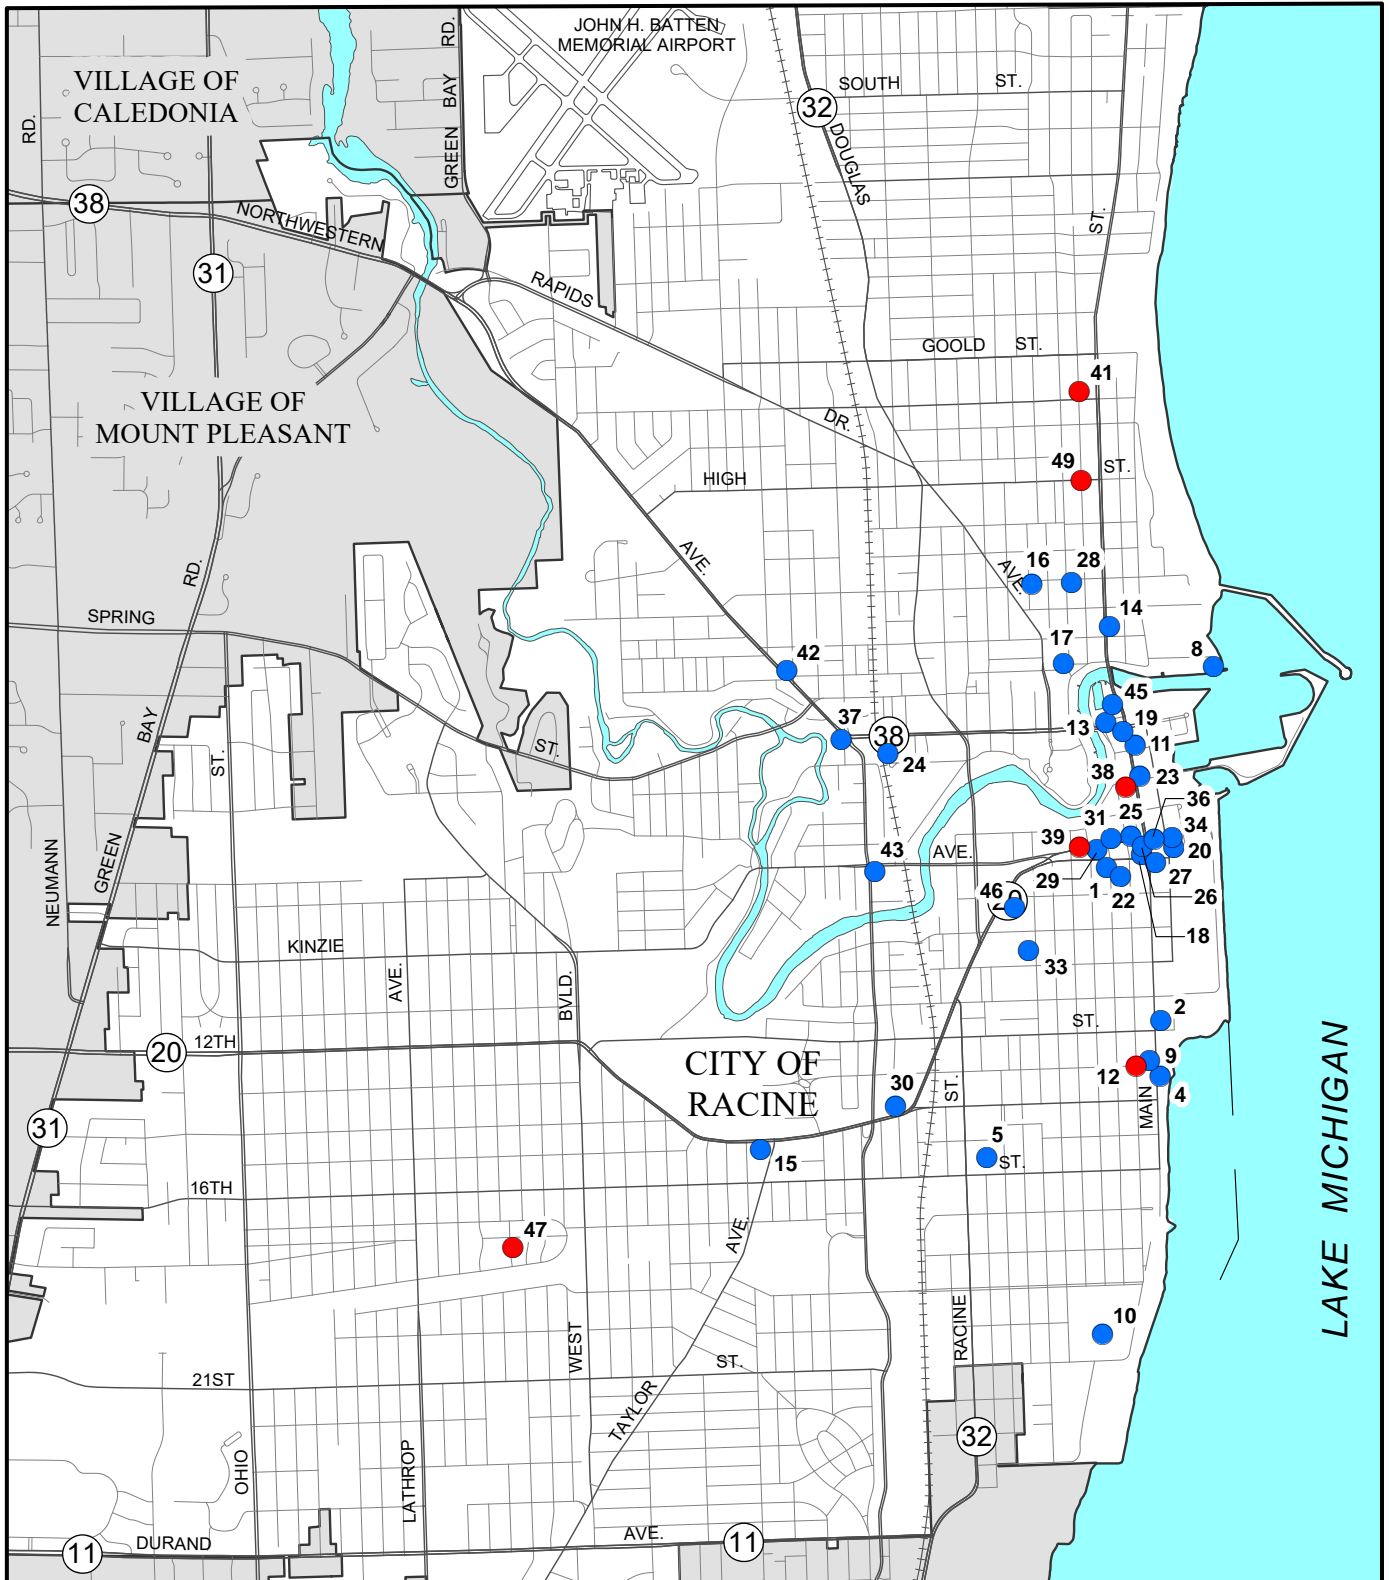 JOHN H. BATTEN
MEMORIAL AIRPORT
RD.
GREEN BAY
RD.
VILLAGE OF
CALEDONIA
SOUTH ST.
32
DOUGLAS
38
NORTHWESTERN
31
ST.
RAPIDS
GOOLD ST.
41
VILLAGE OF
MOUNT PLEASANT
DR.
49
ST.
HIGH
AVE.
AVE.
16
28
RD.
SPRING
14
17
8
42
45
BAY
37
38
13
19
ST.
ST.
24
11
38
23
36
25
31
34
39
NEUMANN
GREEN
43
AVE.
20
29
1
27
46
20
22
26
18
KINZIE
33
AVE.
BVLD.
2
ST.
12TH
20
CITY OF
RACINE
9
12
4
30
ST.
MAIN
31
5
15
ST.
16TH
47
AVE.
LAKE MICHIGAN
10
RACINE
WEST
ST.
21ST
TAYLOR
32
OHIO
LATHROP
AVE.
DURAND
11
11